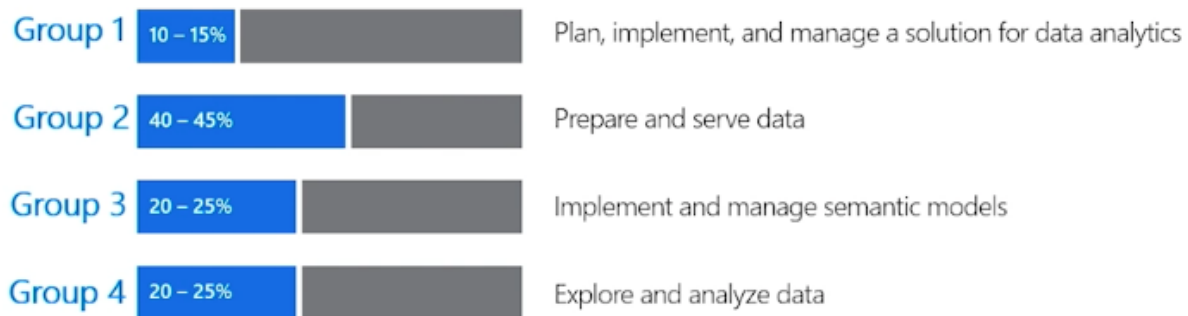 Group 1 10 – 15% Plan, implement, and manage a solution for data analytics
Group 2 40 – 45% Prepare and serve data
Group 3 20 – 25% Implement and manage semantic models
Group 4 20 – 25% Explore and analyze data